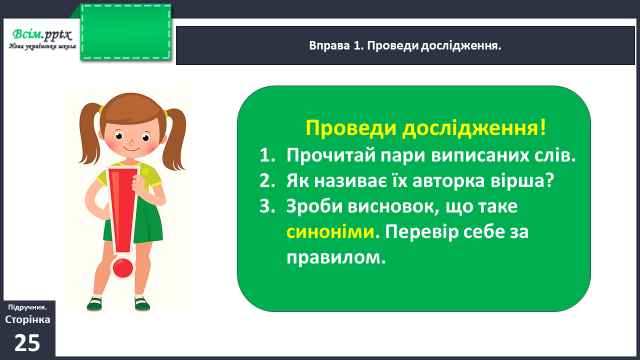 Всім.pptx
Нова українська школа
Вправа 1. Проведи дослідження.
Проведи дослідження!
1. Прочитай пари виписаних слів.
2. Як називає їх авторка вірша?
3. Зроби висновок, що таке
синоніми. Перевір себе за
правилом.
Підручник.
Сторінка
25